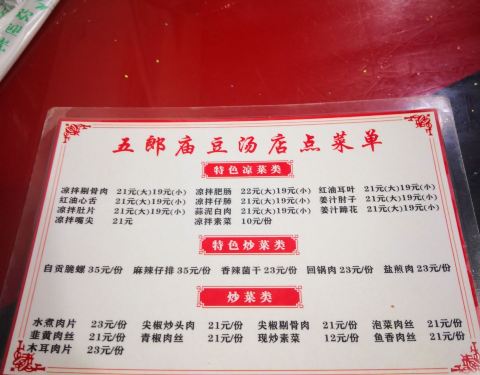 欢迎光
五郎庙豆汤店点菜单
特色凉菜类
凉拌剔骨肉 21元(大)19元(小) 凉拌肥肠 22元(大)19元(小) 红油耳叶 21元(大)19元(小)
红油心舌 21元(大)19元(小) 凉拌仔肠 21元(大)19元(小) 姜汁肘子 21元(大)19元(小)
凉拌肚片 21元(大)19元(小) 蒜泥白肉 21元(大)19元(小) 姜汁蹄花 21元(大)19元(小)
凉拌嘴尖 21元 凉拌素菜 10元/份
特色炒菜类
自贡脆螺 35元/份 麻辣仔排 35元/份 香辣菌干 23元/份 回锅肉 23元/份 盐煎肉 23元/份
炒菜类
水煮肉片 23元/份 尖椒炒头肉 21元/份 尖椒剔骨肉 21元/份 泡菜肉丝 21元/份
韭黄肉丝 21元/份 青椒肉丝 21元/份 现炒素菜 12元/份 鱼香肉丝 21元/份
木耳肉片 23元/份